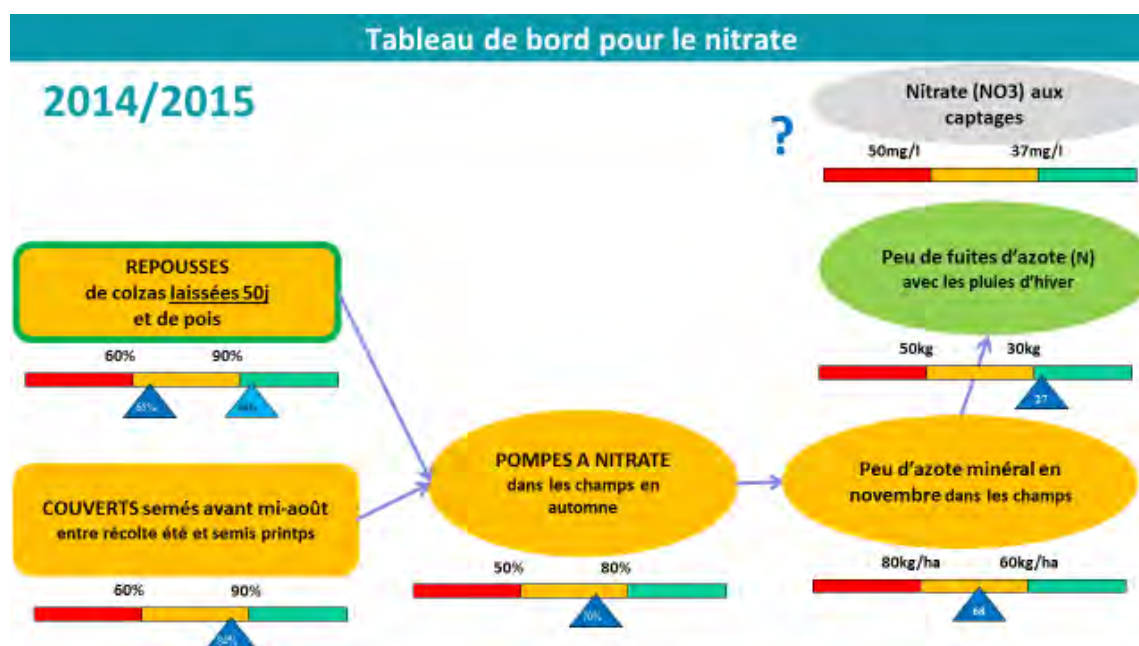 Tableau de bord pour le nitrate
2014/2015
?
Nitrate (NO3) aux
captages
50mg/l 37mg/l
REPOUSSES
de colzas laissées 50j
et de pois
60% 90%
Peu de fuites d'azote (N)
avec les pluies d'hiver
50kg 30kg
27
COUVERTS semés avant mi-août
entre récolte été et semis printps
60% 90%
POMPES A NITRATE
dans les champs en
automne
50% 80%
70%
Peu d'azote minéral en
novembre dans les champs
80kg/ha 60kg/ha
68